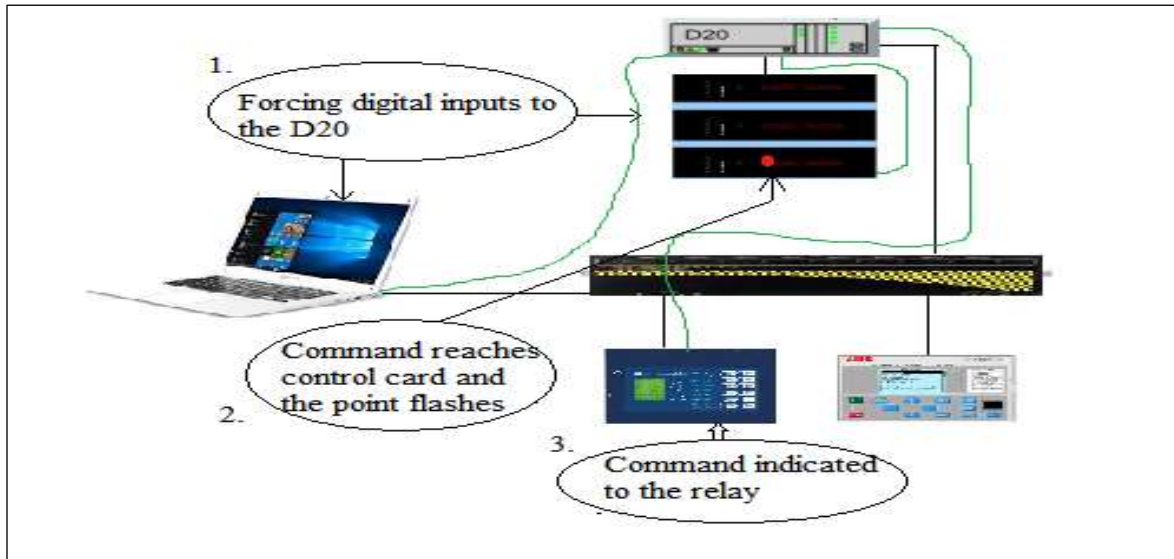 D20
1.
Forcing digital inputs to
the D20
Command reaches
control card and
the point flashes
2.
3.
Command indicated
to the relay
ABB